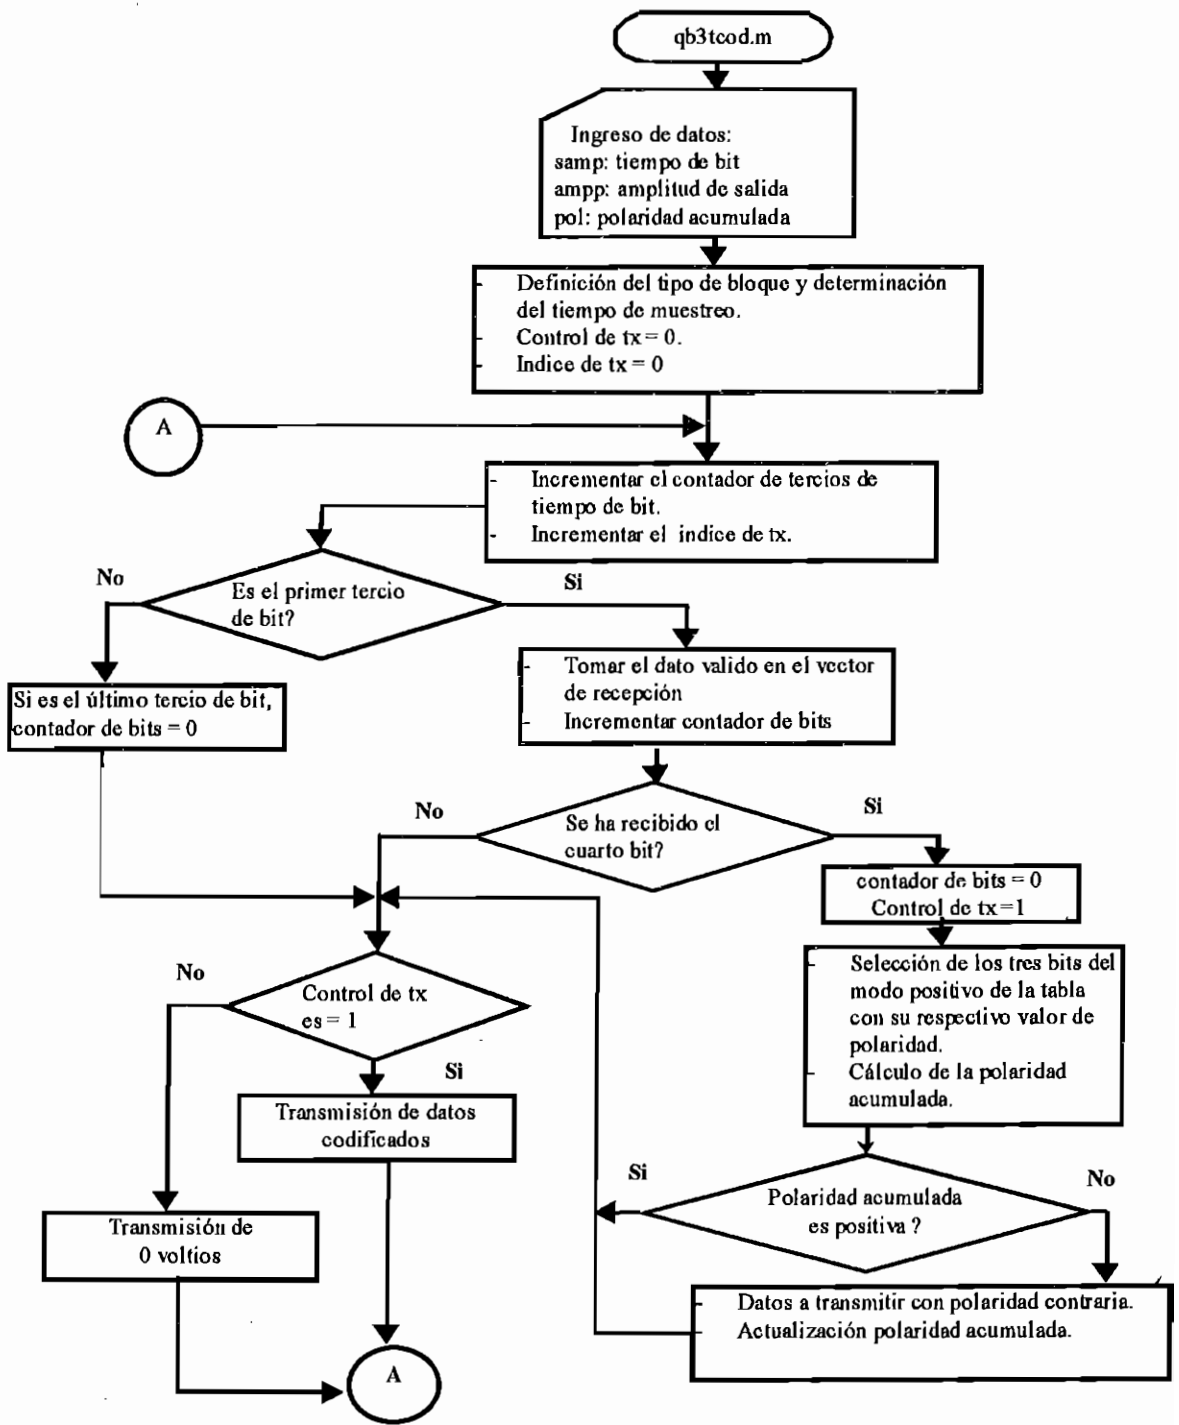 qb3tcod.m
Ingreso de datos:
samp: tiempo de bit
ampp: amplitud de salida
pol: polaridad acumulada
- Definición del tipo de bloque y determinación
del tiempo de muestreo.
- Control de tx = 0.
- Indice de tx = 0
A
- Incrementar el contador de tercios de
tiempo de bit.
- Incrementar el indice de tx.
No
Si
Es el primer tercio
de bit?
- Tomar el dato valido en el vector
de recepción
- Incrementar contador de bits
Si es el último tercio de bit,
contador de bits = 0
No
Si
Se ha recibido el
cuarto bit?
contador de bits = 0
Control de tx=1
No
Control de tx
es = 1
Si
- Selección de los tres bits del
modo positivo de la tabla
con su respectivo valor de
polaridad.
- Cálculo de la polaridad
acumulada.
Transmisión de datos
codificados
Si
No
Polaridad acumulada
es positiva ?
Transmisión de
0 voltios
- Datos a transmitir con polaridad contraria.
- Actualización polaridad acumulada.
A